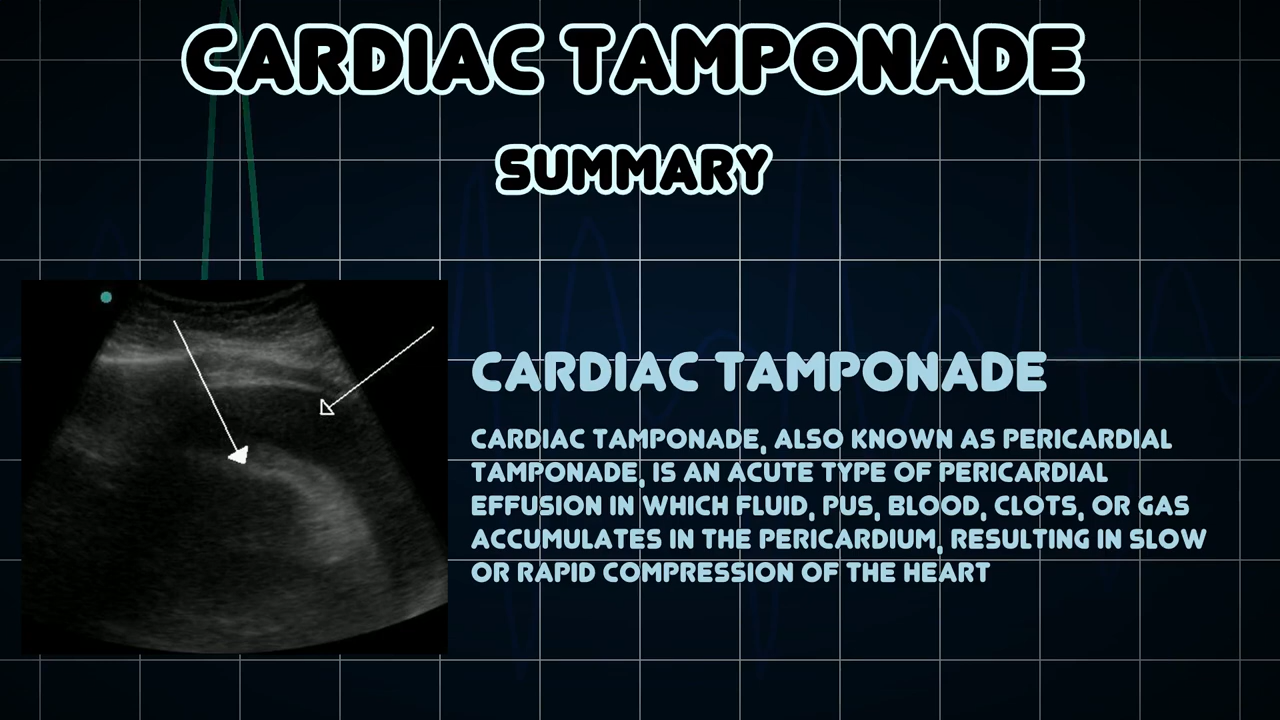 CARDIAC TAMPONADE
SUMMARY
CARDIAC TAMPONADE
CARDIAC TAMPONADE, ALSO KNOWN AS PERICARDIAL
TAMPONADE, IS AN ACUTE TYPE OF PERICARDIAL
EFFUSION IN WHICH FLUID, PUS, BLOOD, CLOTS, OR GAS
ACCUMULATES IN THE PERICARDIUM, RESULTING IN SLOW
OR RAPID COMPRESSION OF THE HEART